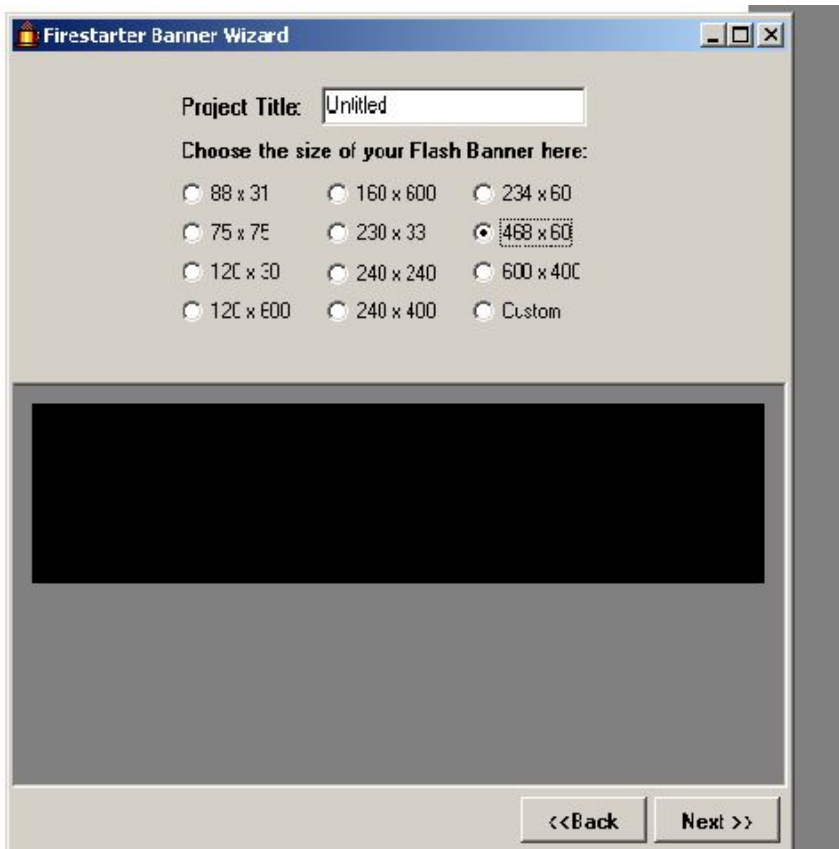 Firestarter Banner Wizard
Project Title: Untitled
Choose the size of your Flash Banner here:
88 x 31 160 x 600 234 x 60
75 x 75 230 x 33 468 x 60
120 x 30 240 x 240 600 x 400
120 x 600 240 x 400 Custom
<<Back Next >>